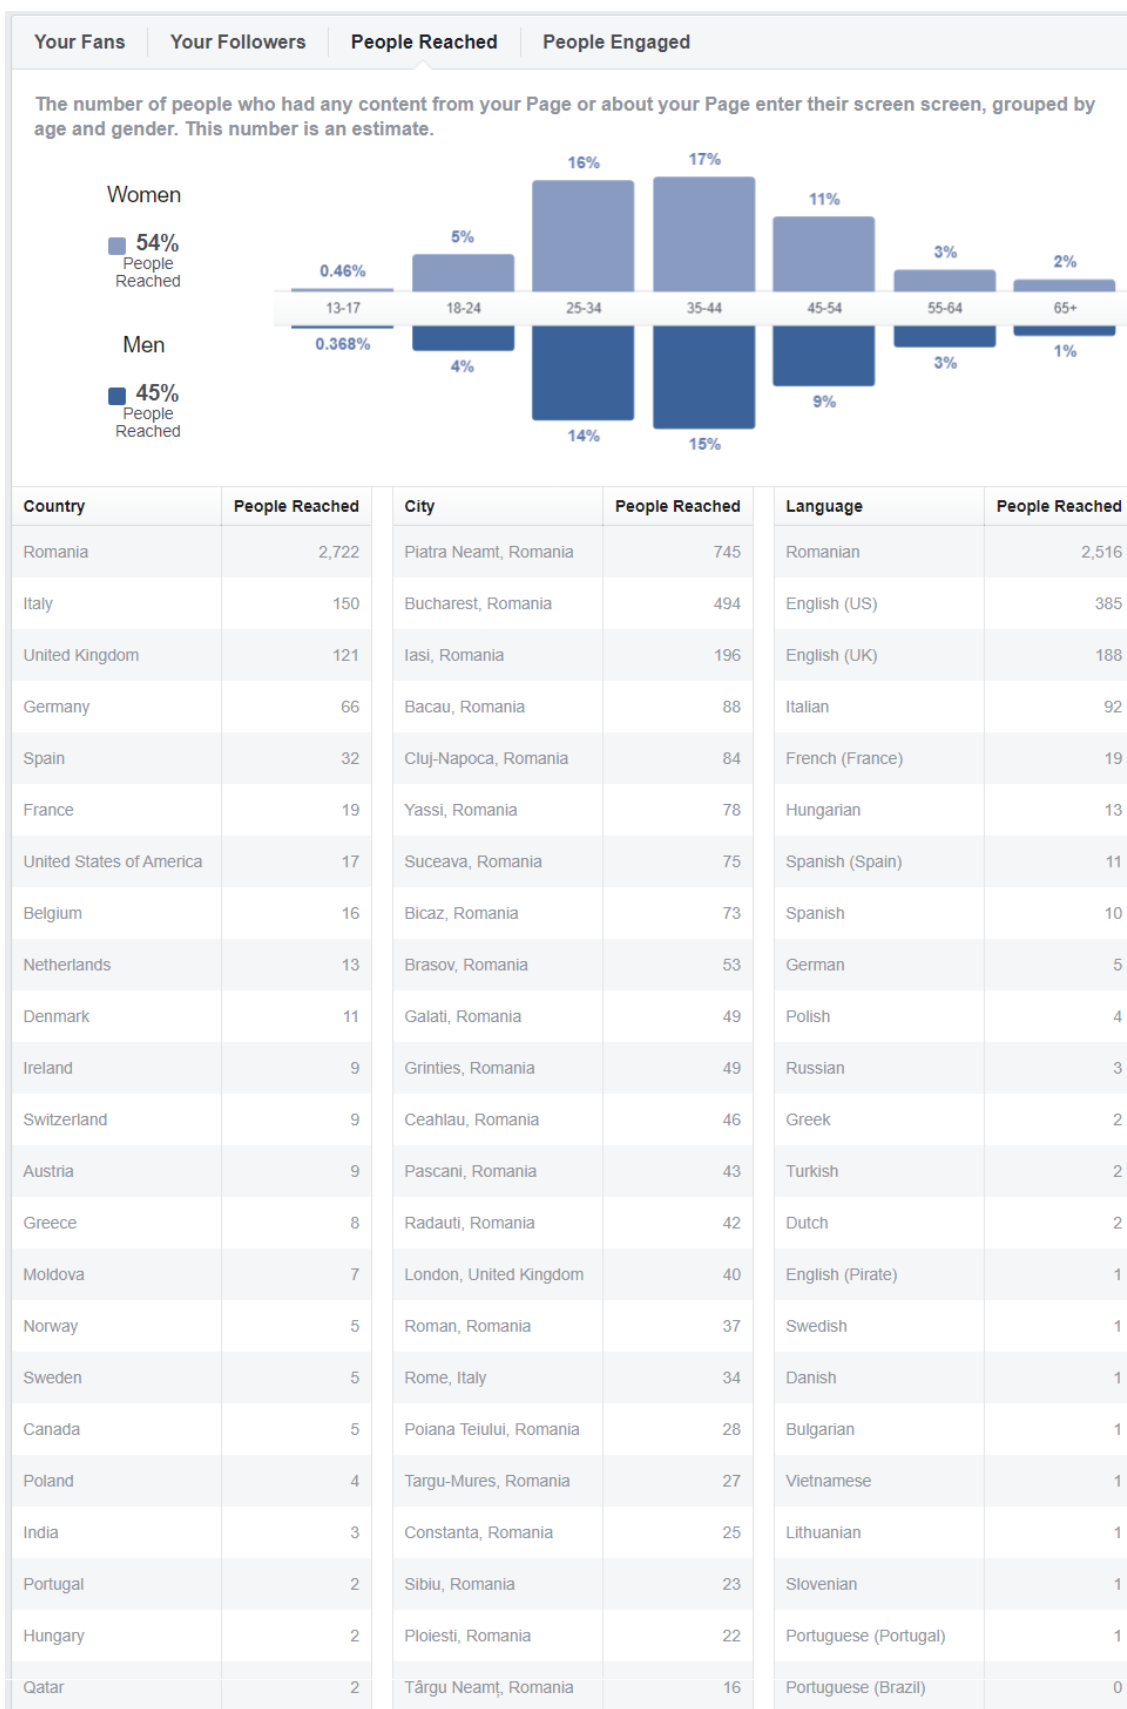 Your Fans Your Followers People Reached People Engaged
The number of people who had any content from your Page or about your Page enter their screen screen, grouped by
age and gender. This number is an estimate.
Women
54%
People
Reached
Men
45%
People
Reached
0.46% 5% 16% 17% 11% 3% 2%
13-17 18-24 25-34 35-44 45-54 55-64 65+
0.368% 4% 14% 15% 9% 3% 1%
Country People Reached City People Reached Language People Reached
Romania 2,722 Piatra Neamt, Romania 745 Romanian 2,516
Italy 150 Bucharest, Romania 494 English (US) 385
United Kingdom 121 Iasi, Romania 196 English (UK) 188
Germany 66 Bacau, Romania 88 Italian 92
Spain 32 Cluj-Napoca, Romania 84 French (France) 19
France 19 Yassi, Romania 78 Hungarian 13
United States of America 17 Suceava, Romania 75 Spanish (Spain) 11
Belgium 16 Bicaz, Romania 73 Spanish 10
Netherlands 13 Brasov, Romania 53 German 5
Denmark 11 Galati, Romania 49 Polish 4
Ireland 9 Grinties, Romania 49 Russian 3
Switzerland 9 Ceahlau, Romania 46 Greek 2
Austria 9 Pascani, Romania 43 Turkish 2
Greece 8 Radauti, Romania 42 Dutch 2
Moldova 7 London, United Kingdom 40 English (Pirate) 1
Norway 5 Roman, Romania 37 Swedish 1
Sweden 5 Rome, Italy 34 Danish 1
Canada 5 Poiana Teiului, Romania 28 Bulgarian 1
Poland 4 Targu-Mures, Romania 27 Vietnamese 1
India 3 Constanta, Romania 25 Lithuanian 1
Portugal 2 Sibiu, Romania 23 Slovenian 1
Hungary 2 Ploiesti, Romania 22 Portuguese (Portugal) 1
Qatar 2 Târgu Neamţ, Romania 16 Portuguese (Brazil) 0